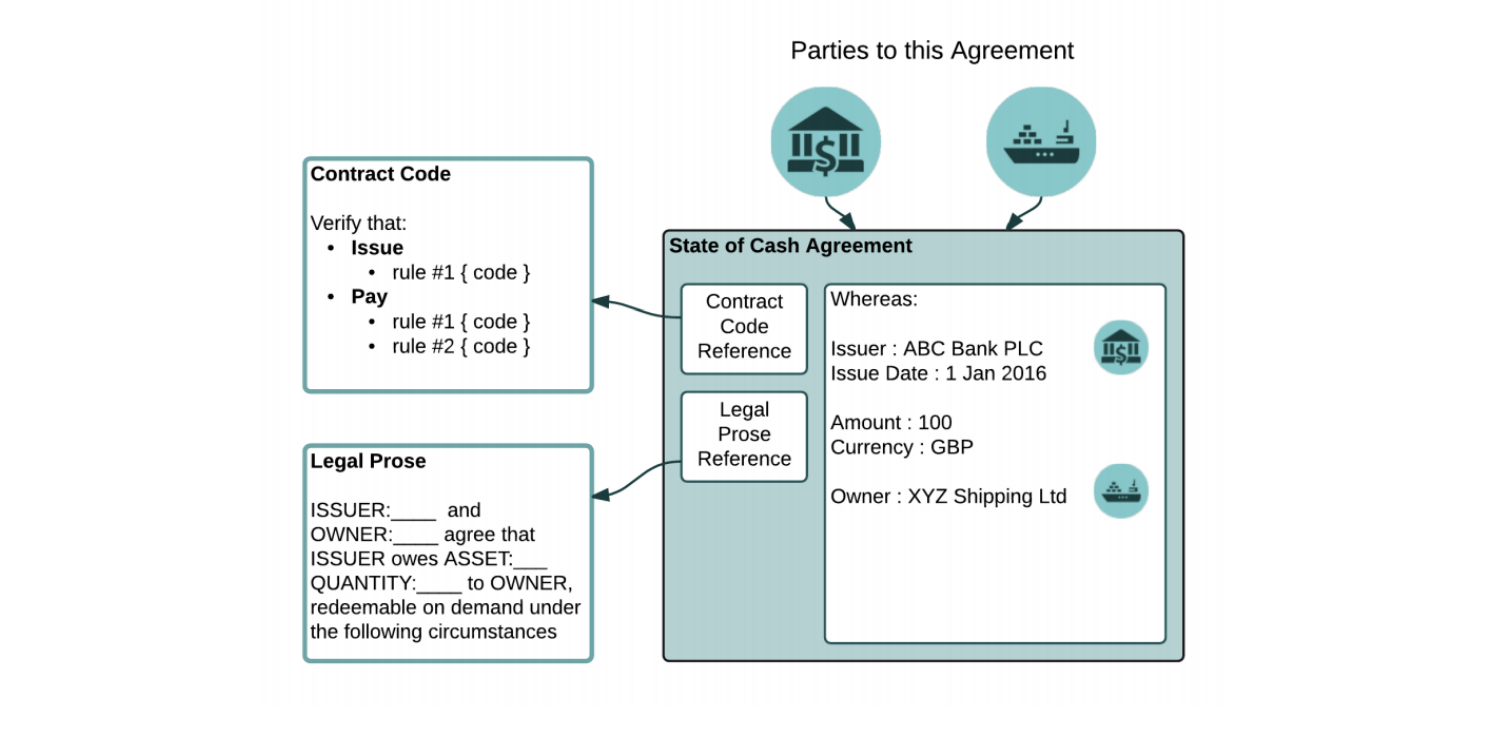 Parties to this Agreement
Contract Code
Verify that:
• Issue
• rule #1 { code }
• Pay
• rule #1 { code }
• rule #2 { code }
Legal Prose
ISSUER:____ and
OWNER:____ agree that
ISSUER owes ASSET:___
QUANTITY:____ to OWNER,
redeemable on demand under
the following circumstances
State of Cash Agreement
Contract
Code
Reference
Legal
Prose
Reference
Whereas:
Issuer : ABC Bank PLC
Issue Date : 1 Jan 2016
Amount : 100
Currency : GBP
Owner : XYZ Shipping Ltd